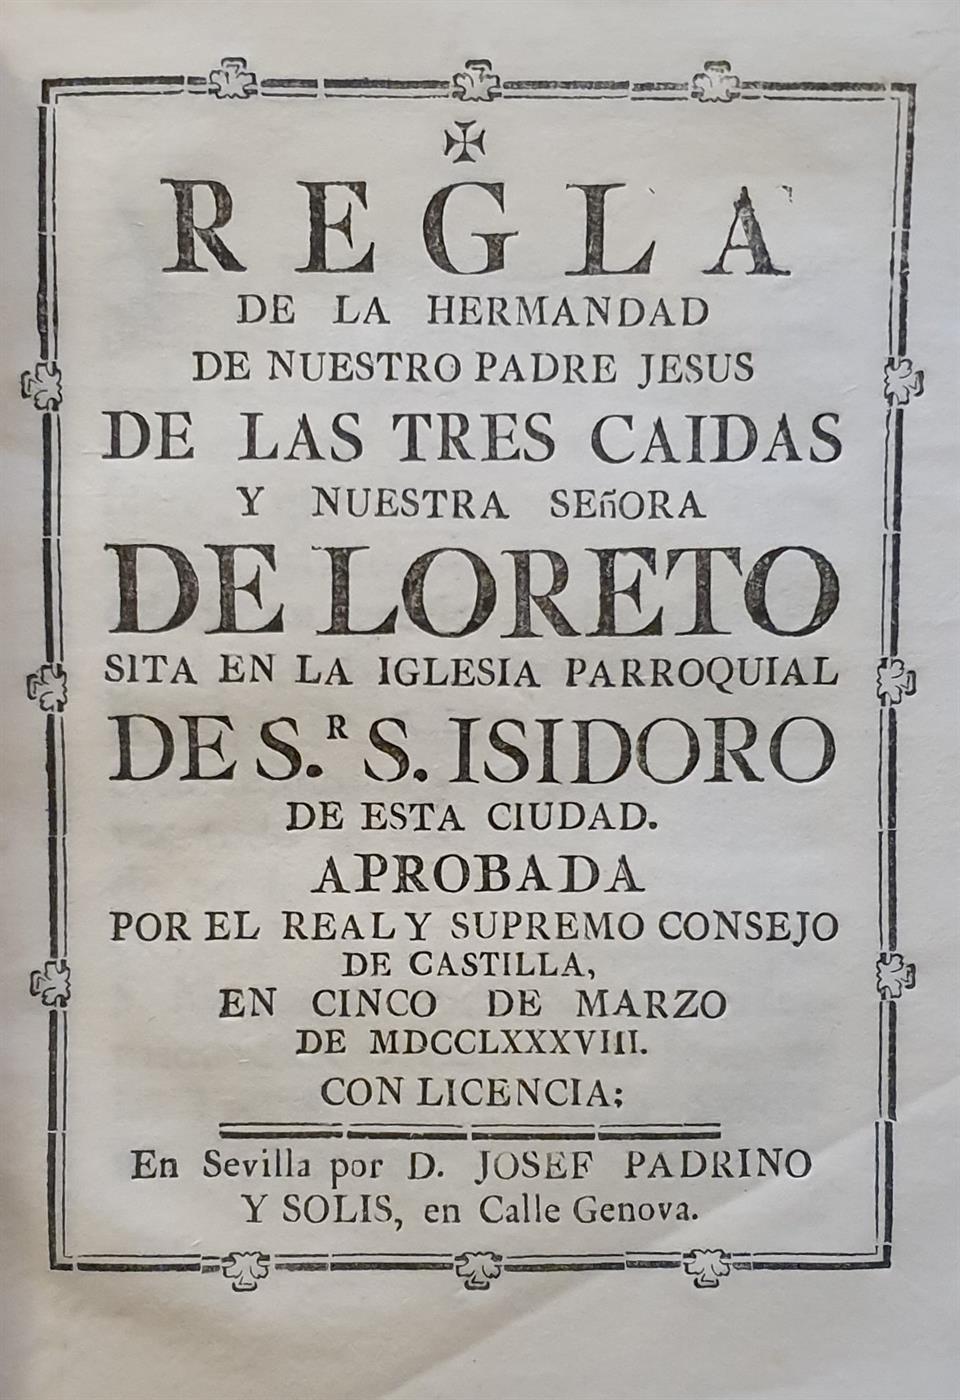 ✠
REGLA
DE LA HERMANDAD
DE NUESTRO PADRE JESUS
DE LAS TRES CAIDAS
Y NUESTRA SEñORA
DE LORETO
SITA EN LA IGLESIA PARROQUIAL
DE S.ᴿ S. ISIDORO
DE ESTA CIUDAD.
APROBADA
POR EL REAL Y SUPREMO CONSEJO
DE CASTILLA,
EN CINCO DE MARZO
DE MDCCLXXXVIII.
CON LICENCIA;
En Sevilla por D. JOSEF PADRINO
Y SOLIS, en Calle Genova.